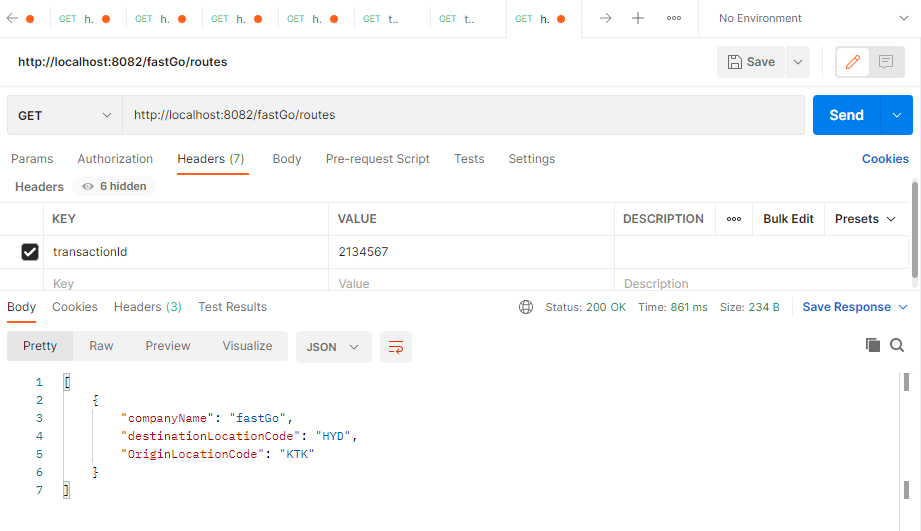 GET h. GET h. GET h. GET h. GET t.. GET t.. GET h. No Environment
http://localhost:8082/fastGo/routes Save
GET http://localhost:8082/fastGo/routes Send
Params Authorization Headers (7) Body Pre-request Script Tests Settings Cookies
Headers 6 hidden
KEY VALUE DESCRIPTION Bulk Edit Presets
transactionId 2134567
Key Value Description
Body Cookies Headers (3) Test Results Status: 200 OK Time: 861 ms Size: 234 B Save Response
Pretty Raw Preview Visualize JSON
1 [
2 {
3 "companyName": "fastGo",
4 "destinationLocationCode": "HYD",
5 "OriginLocationCode": "KTK"
6 }
7 ]